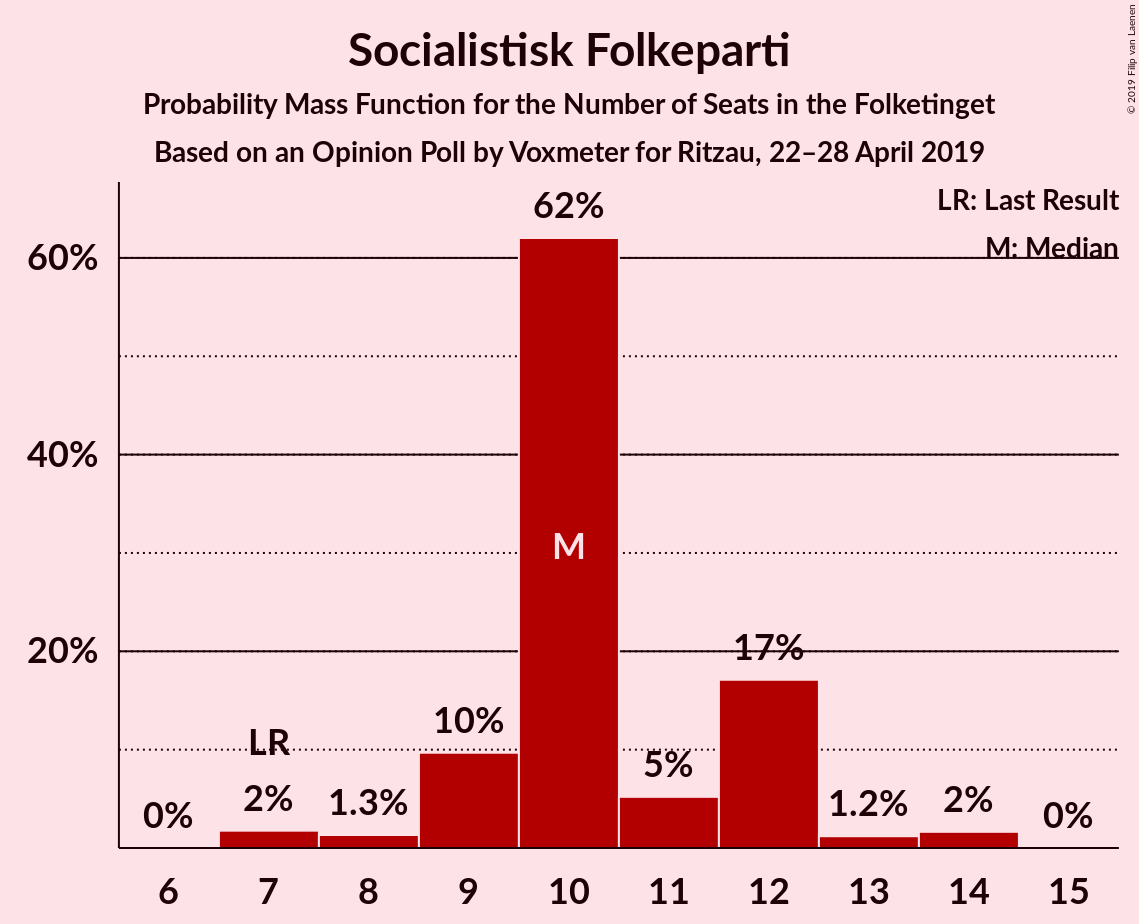 Socialistisk Folkeparti
Probability Mass Function for the Number of Seats in the Folketinget
Based on an Opinion Poll by Voxmeter for Ritzau, 22–28 April 2019
© 2019 Filip van Laenen
LR: Last Result
M: Median
60%
40%
20%
0%
LR
2%
1.3%
10%
62%
M
5%
17%
1.2%
2%
0%
6 7 8 9 10 11 12 13 14 15